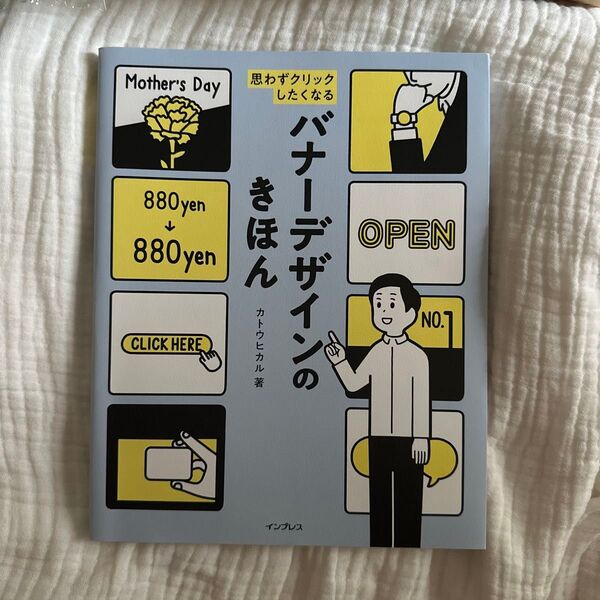 思わずクリック
したくなる
バナーデザインの
きほん
カトウヒカル 著
Mother's Day
880yen
↓
880yen
CLICK HERE
OPEN
NO.1
インプレス